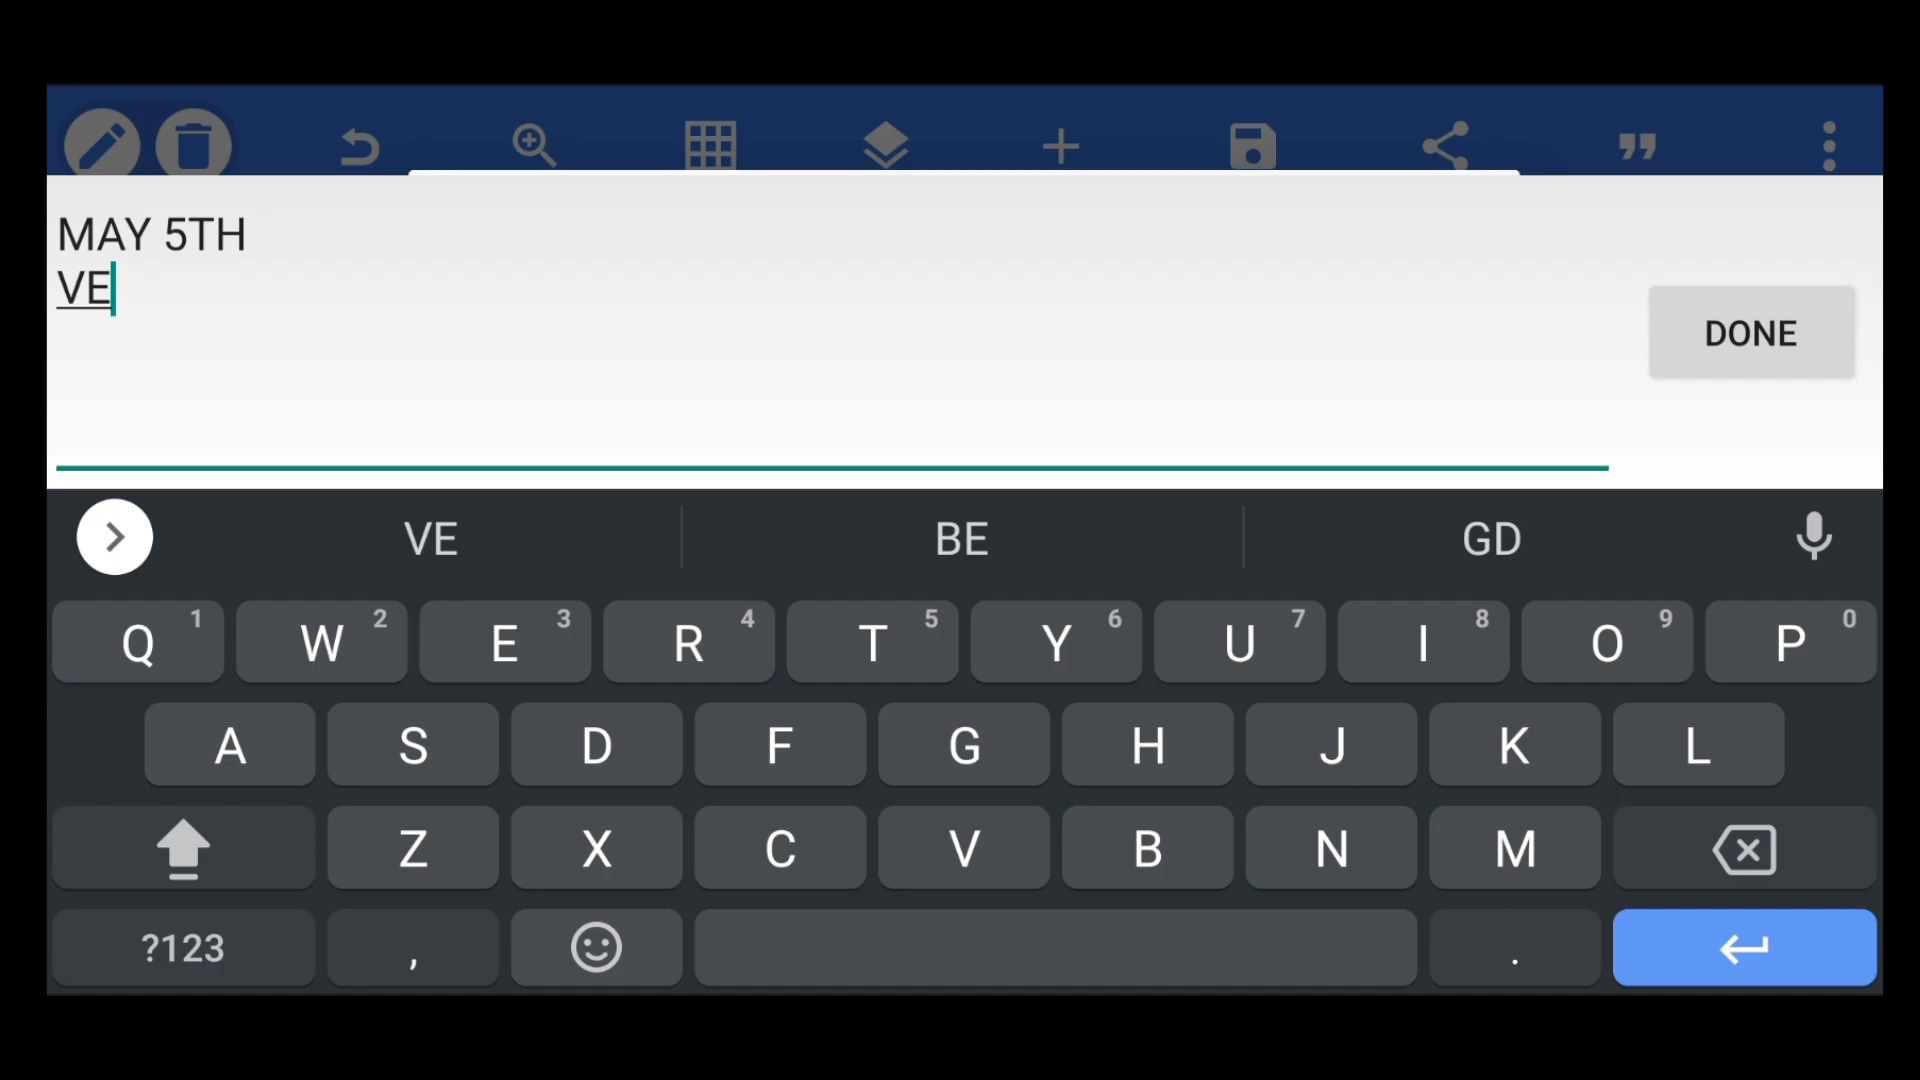 MAY 5TH
VE
DONE
VE BE GD
Q 1 W 2 E 3 R 4 T 5 Y 6 U 7 I 8 O 9 P 0
A S D F G H J K L
Z X C V B N M
?123 , .